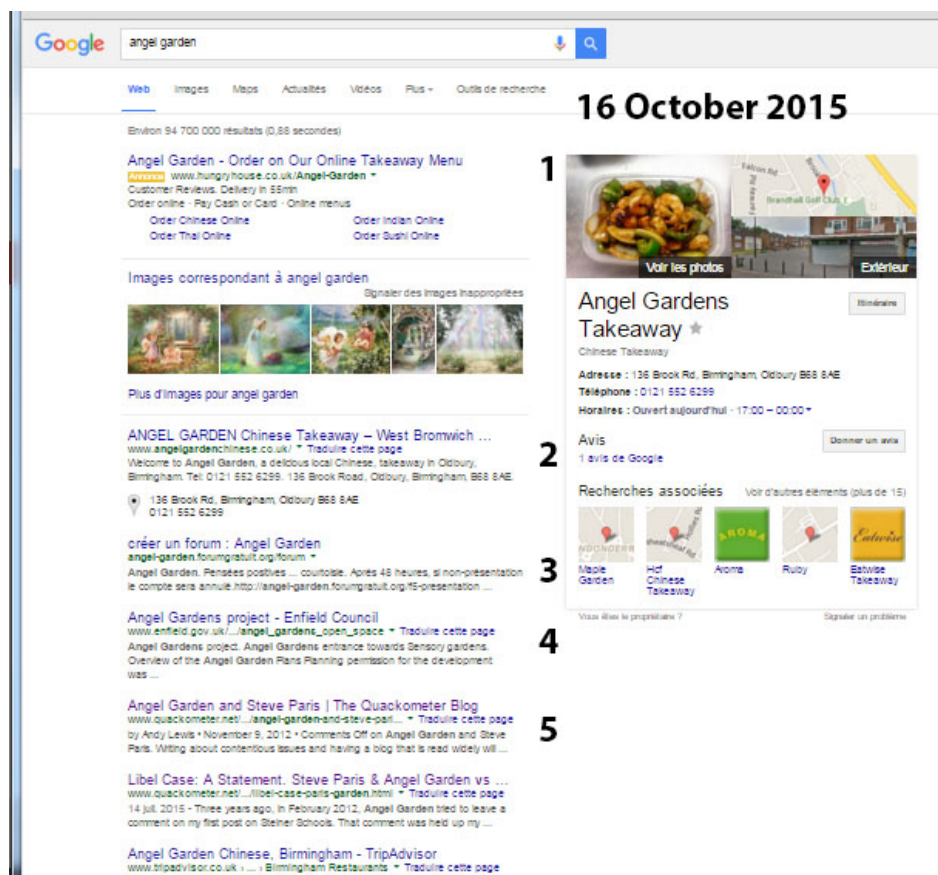 Google
angel garden
Web Images Maps Actualités Vidéos Plus Outils de recherche
16 October 2015
Environ 94 700 000 résultats (0,88 secondes)
1
Angel Garden - Order on Our Online Takeaway Menu
Annonce www.hungryhouse.co.uk/Angel-Garden
Customer Reviews. Delivery in 55min
Order online · Pay Cash or Card · Online menus
Order Chinese Online Order Indian Online
Order Thai Online Order Sushi Online
Images correspondant à angel garden
Signaler des images inappropriées
Plus d'images pour angel garden
2
ANGEL GARDEN Chinese Takeaway – West Bromwich ...
www.angelgardenchinese.co.uk/ Traduire cette page
Welcome to Angel Garden, a delicious local Chinese, takeaway in Oldbury,
Birmingham. Tel: 0121 552 6299. 136 Brook Road, Oldbury, Birmingham, B68 8AE.
136 Brook Rd, Birmingham, Oldbury B68 8AE
0121 552 6299
3
créer un forum : Angel Garden
angel-garden.forumgratuit.org/forum
Angel Garden. Pensées positives ... courtoisie. Après 48 heures, si non-présentation
le compte sera annulé.http://angel-garden.forumgratuit.org/f5-presentation ...
4
Angel Gardens project - Enfield Council
www.enfield.gov.uk/.../angel_gardens_open_space Traduire cette page
Angel Gardens project. Angel Gardens entrance towards Sensory gardens.
Overview of the Angel Garden Plans Planning permission for the development
was ...
5
Angel Garden and Steve Paris | The Quackometer Blog
www.quackometer.net/.../angel-garden-and-steve-pari... Traduire cette page
by Andy Lewis • November 9, 2012 • Comments Off on Angel Garden and Steve
Paris. Writing about contentious issues and having a blog that is read widely will ...
Libel Case: A Statement. Steve Paris & Angel Garden vs ...
www.quackometer.net/.../libel-case-paris-garden.html Traduire cette page
14 juil. 2015 - Three years ago, in February 2012, Angel Garden tried to leave a
comment on my first post on Steiner Schools. That comment was held up my ...
Angel Garden Chinese, Birmingham - TripAdvisor
www.tripadvisor.co.uk › ... › Birmingham Restaurants Traduire cette page
Falcon Rd
Fairway Rd
Brandhall Golf Club
Voir les photos
Extérieur
Angel Gardens
Takeaway
Itinéraire
Chinese Takeaway
Adresse : 136 Brook Rd, Birmingham, Oldbury B68 8AE
Téléphone : 0121 552 6299
Horaires : Ouvert aujourd'hui · 17:00 – 00:00
Avis
Donner un avis
1 avis de Google
Recherches associées Voir d'autres éléments (plus de 15)
AROMA
Eatwise
Maple
Garden
Hcf
Chinese
Takeaway
Aroma
Ruby
Eatwise
Takeaway
Vous êtes le propriétaire ? Signaler un problème